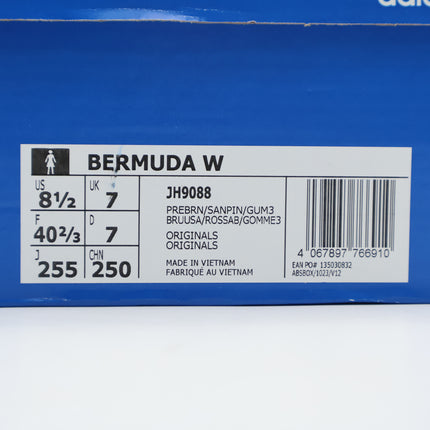 BERMUDA W
US 8½ UK 7
F 40⅔ D 7
J 255 CHN 250
JH9088
PREBRN/SANPIN/GUM3
BRUUSA/ROSSAB/GOMME3
ORIGINALS
ORIGINALS
MADE IN VIETNAM
FABRIQUÉ AU VIETNAM
4 067897 766910
EAN PO# 135030832
ABSBOX/1023/V12